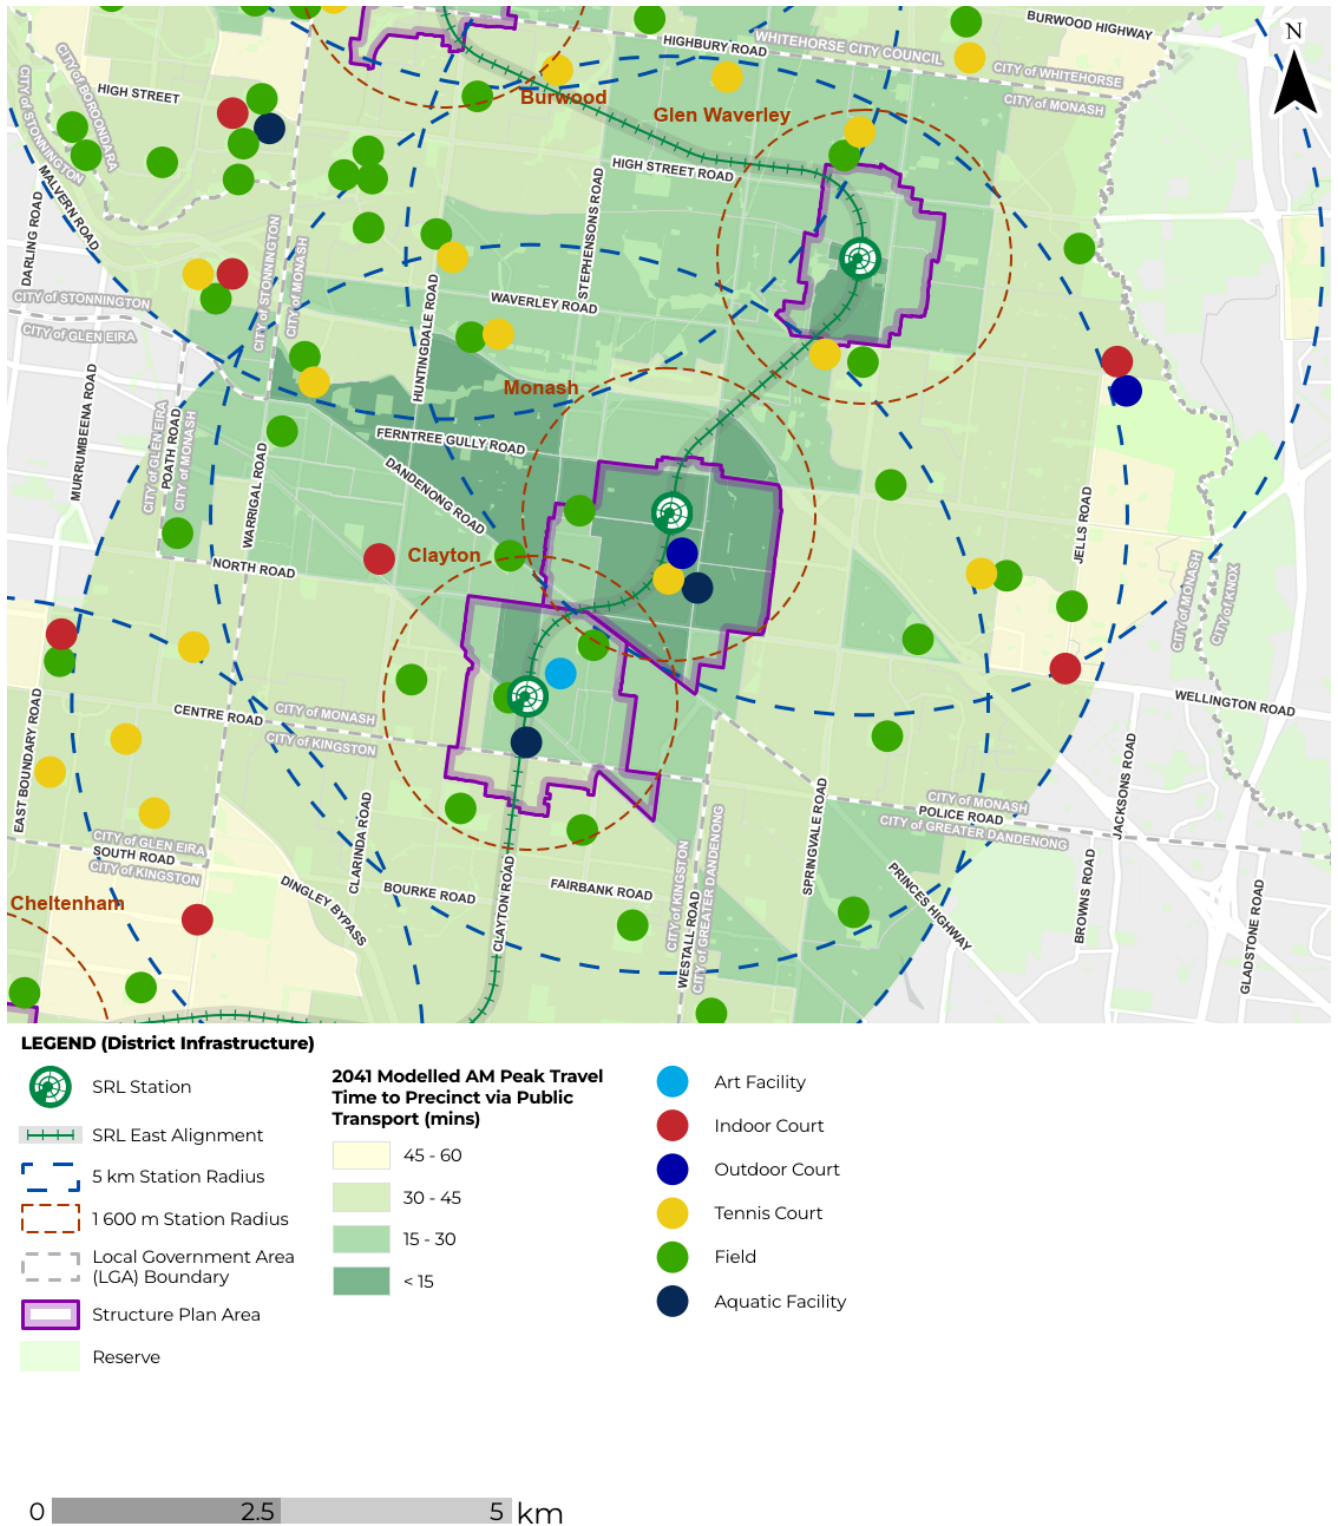 BURWOOD HIGHWAY
N
HIGHBURY ROAD
WHITEHORSE CITY COUNCIL
CITY of WHITEHORSE
CITY of MONASH
CITY of BOROONDARA
CITY of STONNINGTON
HIGH STREET
Burwood
Glen Waverley
MALVERN ROAD
HIGH STREET ROAD
DARLING ROAD
STEPHENSONS ROAD
CITY of STONNINGTON
CITY of MONASH
HUNTINGDALE ROAD
CITY of STONNINGTON
CITY of GLEN EIRA
WAVERLEY ROAD
Monash
MURRUMBEENA ROAD
CITY of GLEN EIRA
POATH ROAD
CITY of MONASH
WARRIGAL ROAD
FERNTREE GULLY ROAD
DANDENONG ROAD
JELLS ROAD
Clayton
NORTH ROAD
CITY of MONASH
CITY of KNOX
WELLINGTON ROAD
EAST BOUNDARY ROAD
CENTRE ROAD
CITY of MONASH
CITY of KINGSTON
JACKSONS ROAD
CITY of MONASH
POLICE ROAD
CITY of GREATER DANDENONG
SPRINGVALE ROAD
CITY of GLEN EIRA
SOUTH ROAD
CITY of KINGSTON
CLARINDA ROAD
DINGLEY BYPASS
BOURKE ROAD
FAIRBANK ROAD
CLAYTON ROAD
CITY of KINGSTON
WESTALL ROAD
CITY of GREATER DANDENONG
PRINCES HIGHWAY
BROWNS ROAD
GLADSTONE ROAD
Cheltenham
LEGEND (District Infrastructure)
SRL Station
SRL East Alignment
5 km Station Radius
1 600 m Station Radius
Local Government Area
(LGA) Boundary
Structure Plan Area
Reserve
2041 Modelled AM Peak Travel
Time to Precinct via Public
Transport (mins)
45 - 60
30 - 45
15 - 30
< 15
Art Facility
Indoor Court
Outdoor Court
Tennis Court
Field
Aquatic Facility
0 2.5 5 km